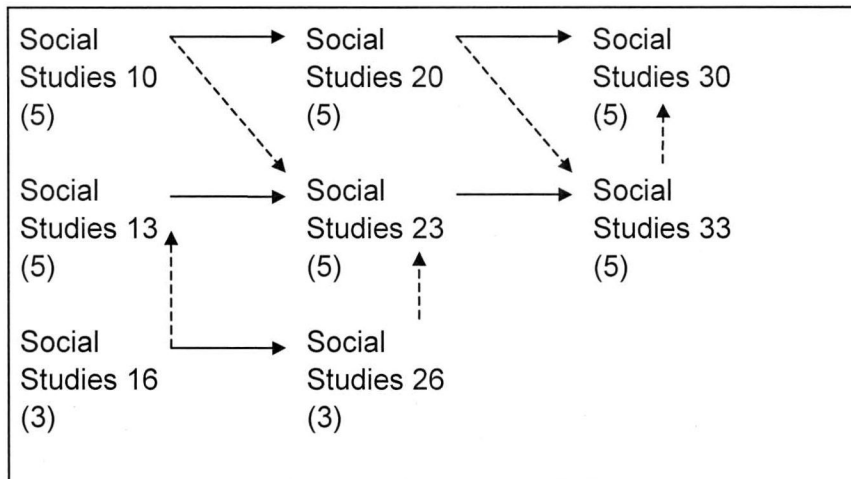 Social
Studies 10
(5)
Social
Studies 20
(5)
Social
Studies 30
(5)
Social
Studies 13
(5)
Social
Studies 23
(5)
Social
Studies 33
(5)
Social
Studies 16
(3)
Social
Studies 26
(3)